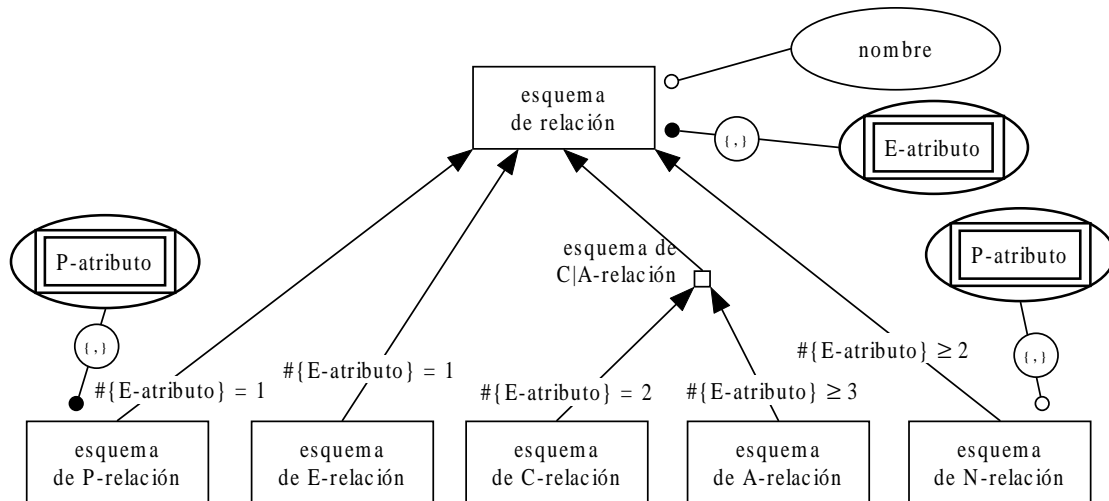 nombre
esquema
de relación
{,}
E-atributo
P-atributo
esquema de
C|A-relación
P-atributo
{,}
{,}
#{E-atributo} = 1
#{E-atributo} = 1
#{E-atributo} = 2
#{E-atributo} ≥ 3
#{E-atributo} ≥ 2
esquema
de P-relación
esquema
de E-relación
esquema
de C-relación
esquema
de A-relación
esquema
de N-relación